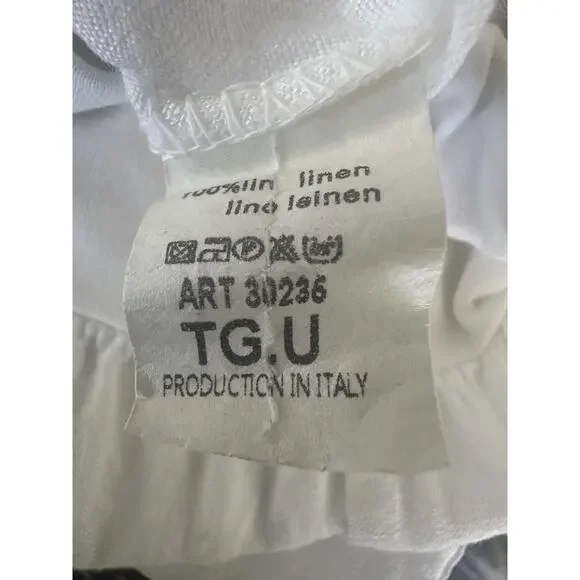 100%lin linen
lino leinen
ART 30236
TG.U
PRODUCTION IN ITALY